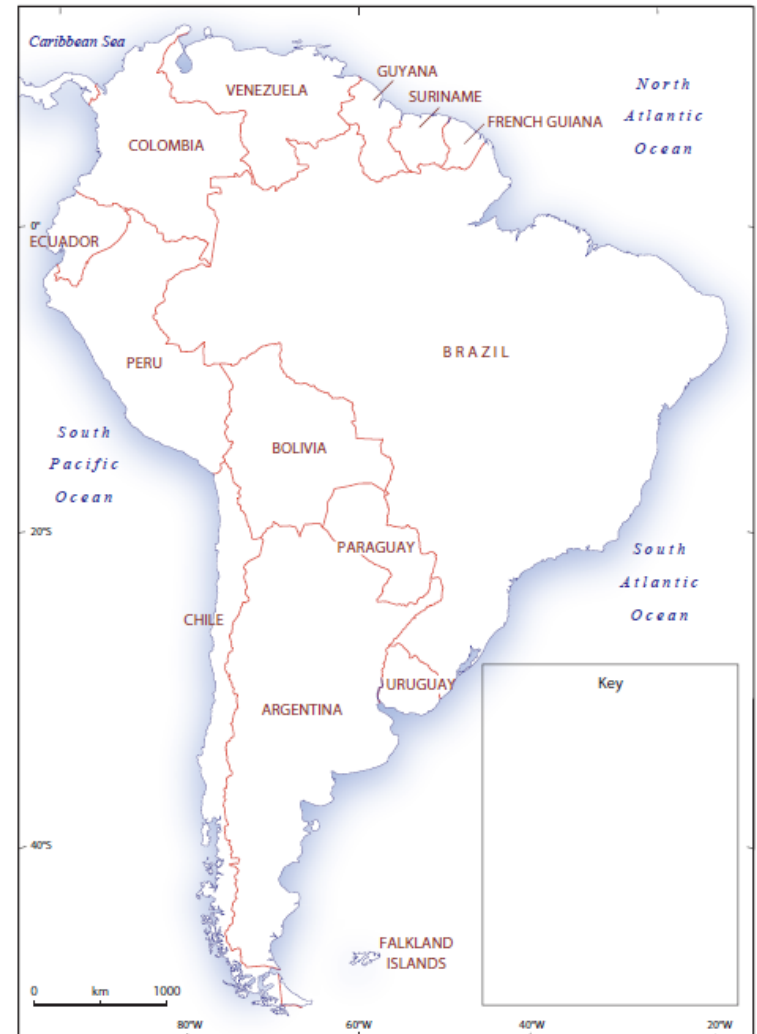 Caribbean Sea
GUYANA
VENEZUELA
North
SURINAME
Atlantic
FRENCH GUIANA
COLOMBIA
Ocean
0°
ECUADOR
BRAZIL
PERU
South
Pacific
Ocean
BOLIVIA
20°S
PARAGUAY
South
Atlantic
Ocean
CHILE
Key
URUGUAY
ARGENTINA
40°S
FALKLAND
ISLANDS
0 km 1000
80°W 60°W 40°W 20°W